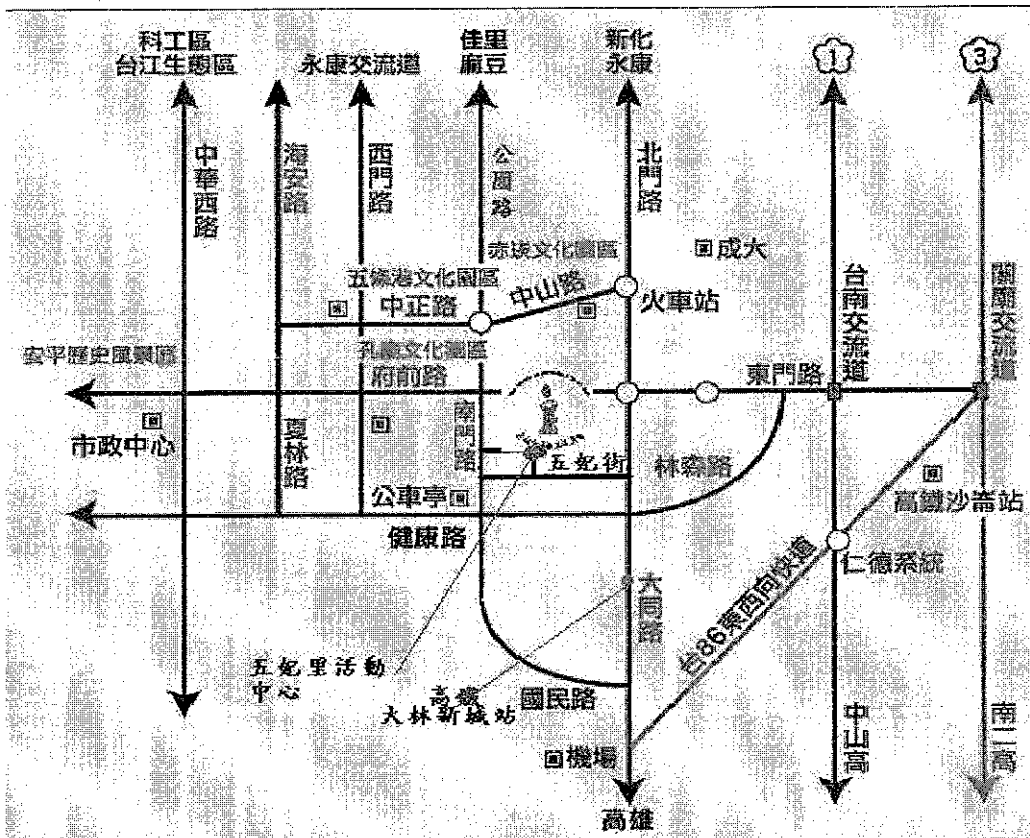 科工區
台江生態區
永康交流道
佳里
麻豆
新化
永康
1
3
中華西路
海安路
西門路
公園路
北門路
赤崁文化園區
成大
五條港文化園區
中正路
中山路
火車站
台南交流道
關廟交流道
安平歷史風景區
孔廟文化園區
府前路
東門路
市政中心
夏林路
南門路
五妃街
林森路
公車亭
健康路
高鐵沙崙站
仁德系統
大同路
台86東西向快道
五妃里活動
中心
高鐵
大林新城站
國民路
機場
中山高
南二高
高雄